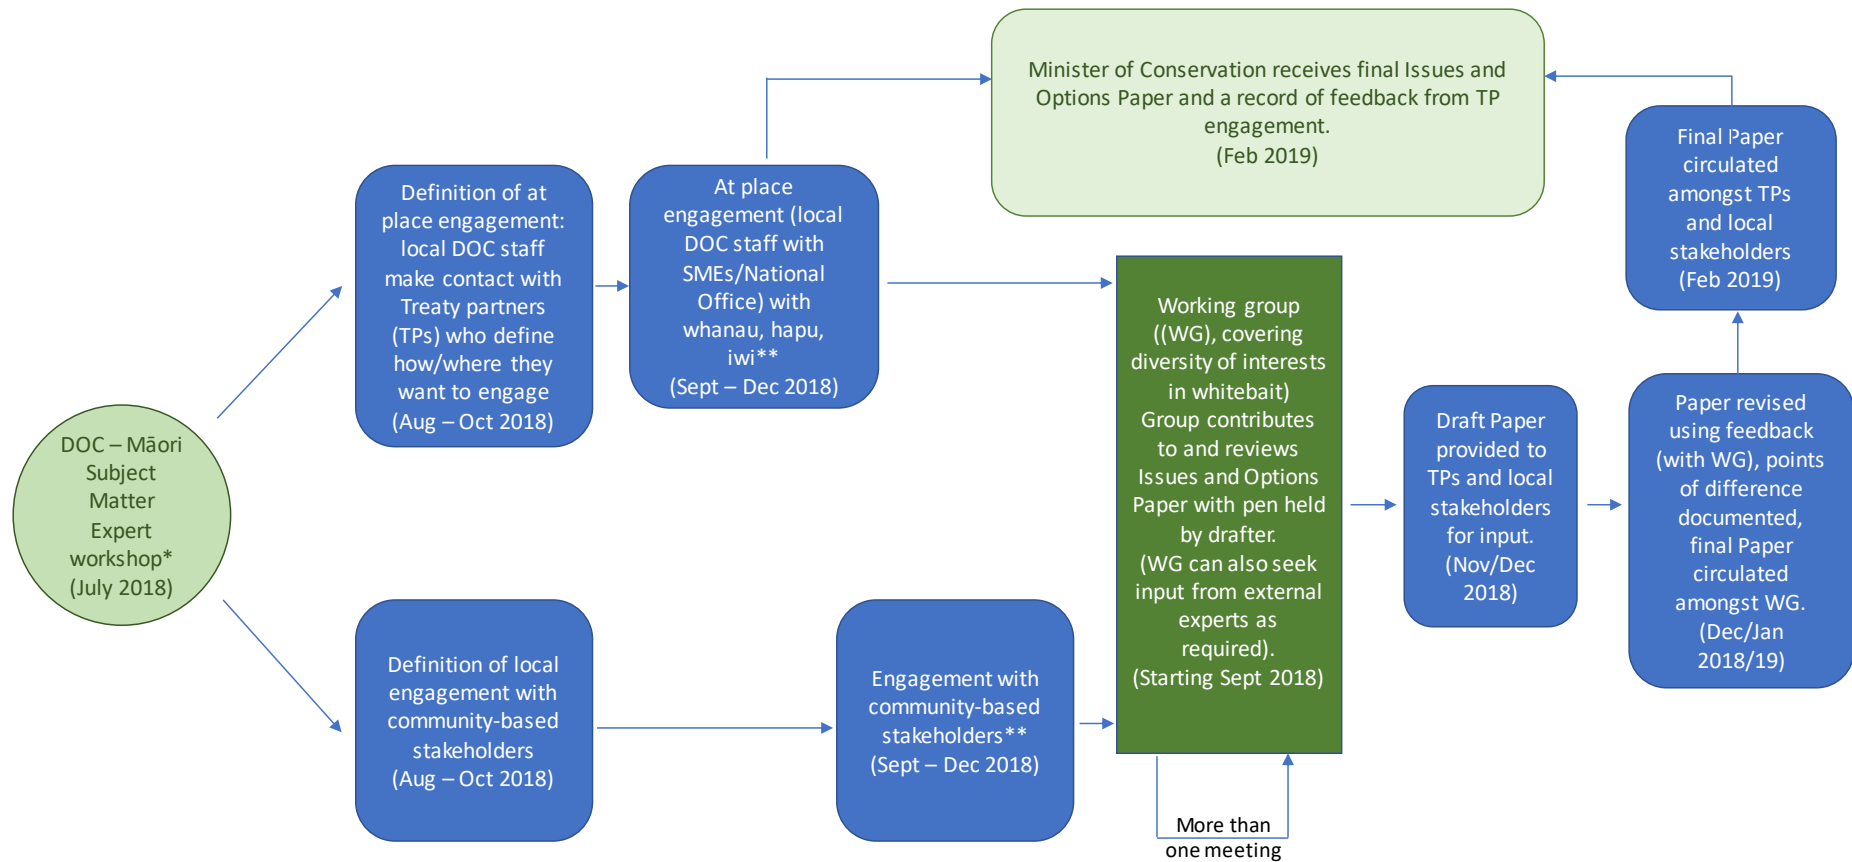 DOC – Māori
Subject
Matter
Expert
workshop*
(July 2018)
Definition of at
place engagement:
local DOC staff
make contact with
Treaty partners
(TPs) who define
how/where they
want to engage
(Aug – Oct 2018)
At place
engagement (local
DOC staff with
SMEs/National
Office) with
whanau, hapu,
iwi**
(Sept – Dec 2018)
Minister of Conservation receives final Issues and
Options Paper and a record of feedback from TP
engagement.
(Feb 2019)
Definition of local
engagement with
community-based
stakeholders
(Aug – Oct 2018)
Engagement with
community-based
stakeholders**
(Sept – Dec 2018)
Working group
((WG), covering
diversity of interests
in whitebait)
Group contributes
to and reviews
Issues and Options
Paper with pen held
by drafter.
(WG can also seek
input from external
experts as
required).
(Starting Sept 2018)
More than
one meeting
Draft Paper
provided to
TPs and local
stakeholders
for input.
(Nov/Dec
2018)
Paper revised
using feedback
(with WG), points
of difference
documented,
final Paper
circulated
amongst WG.
(Dec/Jan
2018/19)
Final Paper
circulated
amongst TPs
and local
stakeholders
(Feb 2019)